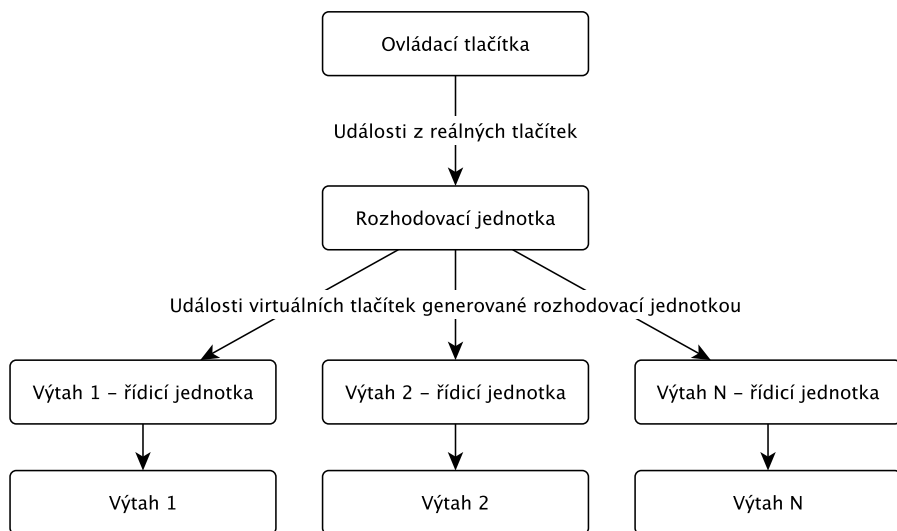 Ovládací tlačítka
Události z reálných tlačítek
Rozhodovací jednotka
Události virtuálních tlačítek generované rozhodovací jednotkou
Výtah 1 – řídicí jednotka
Výtah 2 – řídicí jednotka
Výtah N – řídicí jednotka
Výtah 1
Výtah 2
Výtah N